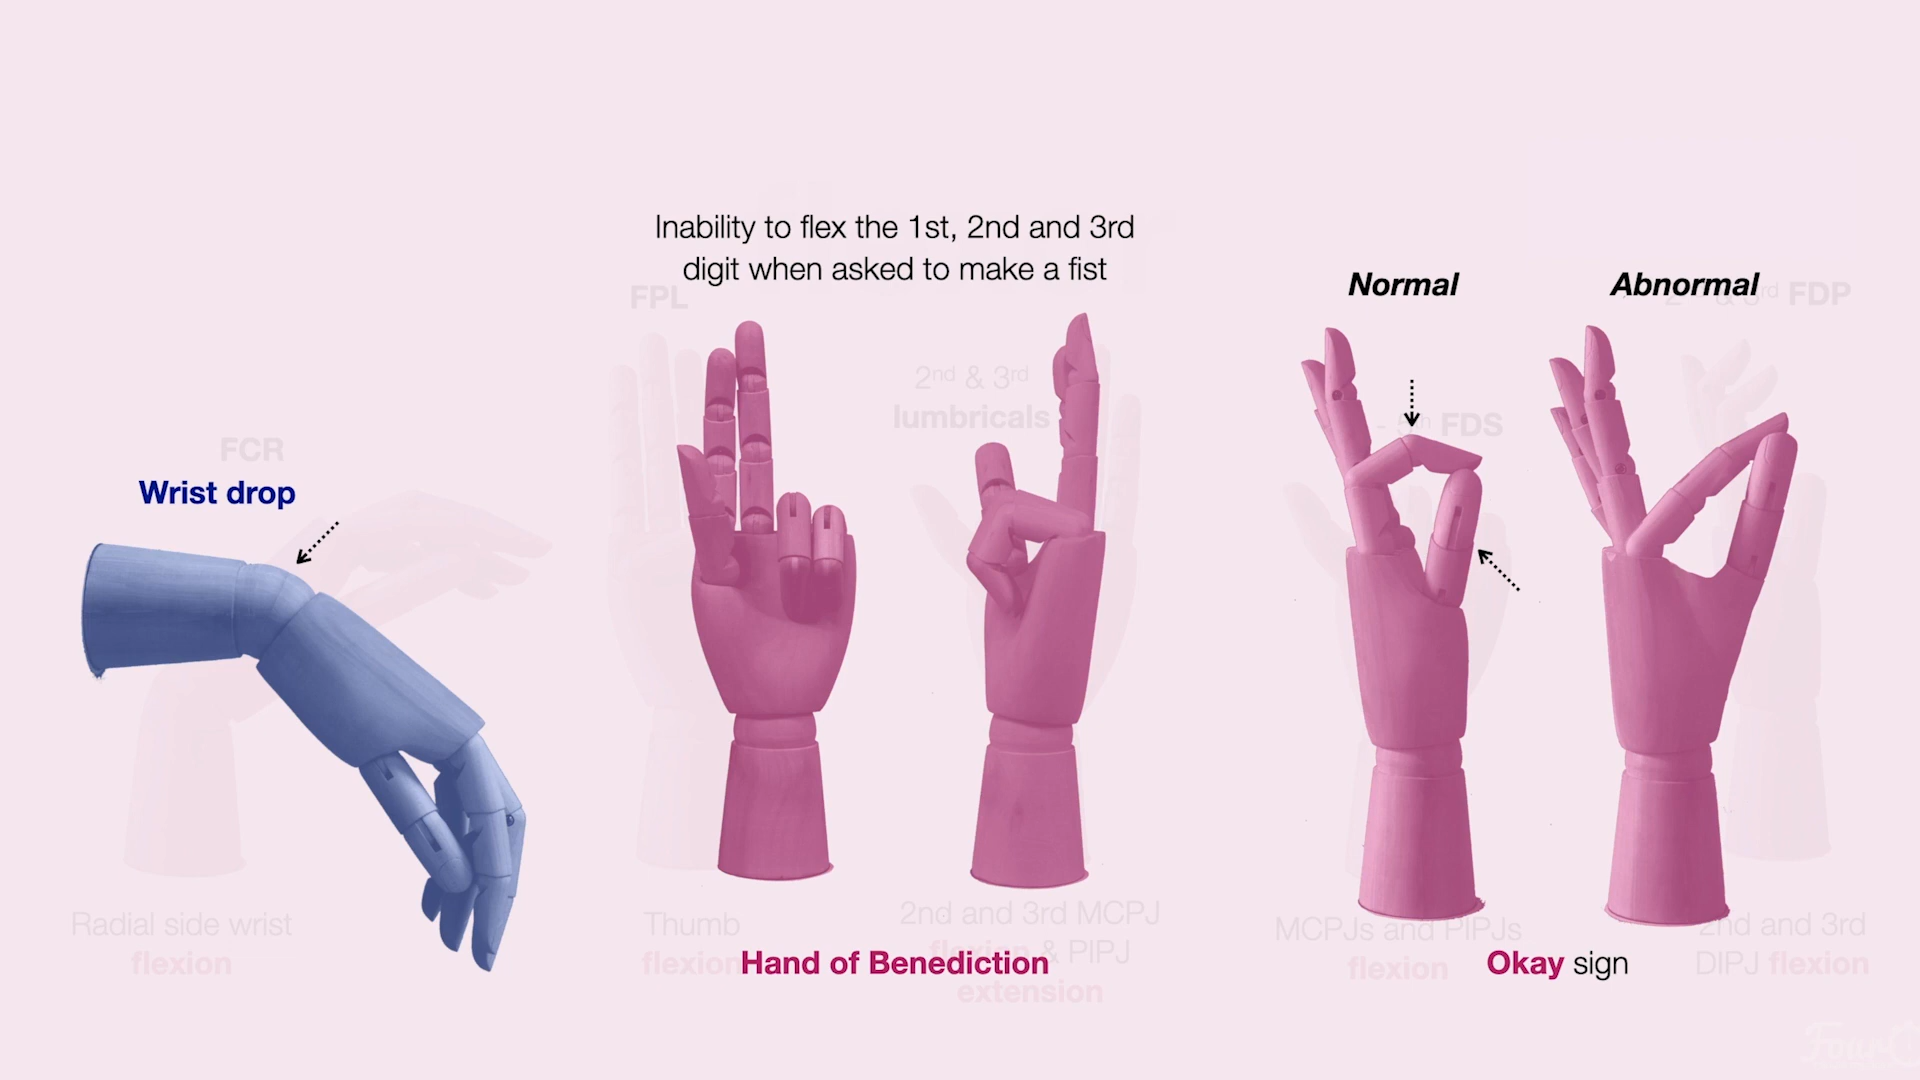 Inability to flex the 1st, 2nd and 3rd
digit when asked to make a fist
Normal
Abnormal
FPL
2nd & 3rd FDP
2nd & 3rd
lumbricals
FDS
FCR
Wrist drop
Radial side wrist
flexion
Thumb
flexion
2nd and 3rd MCPJ
flexion & PIPJ
extension
Hand of Benediction
MCPJs and PIPJs
flexion
Okay sign
2nd and 3rd
DIPJ flexion